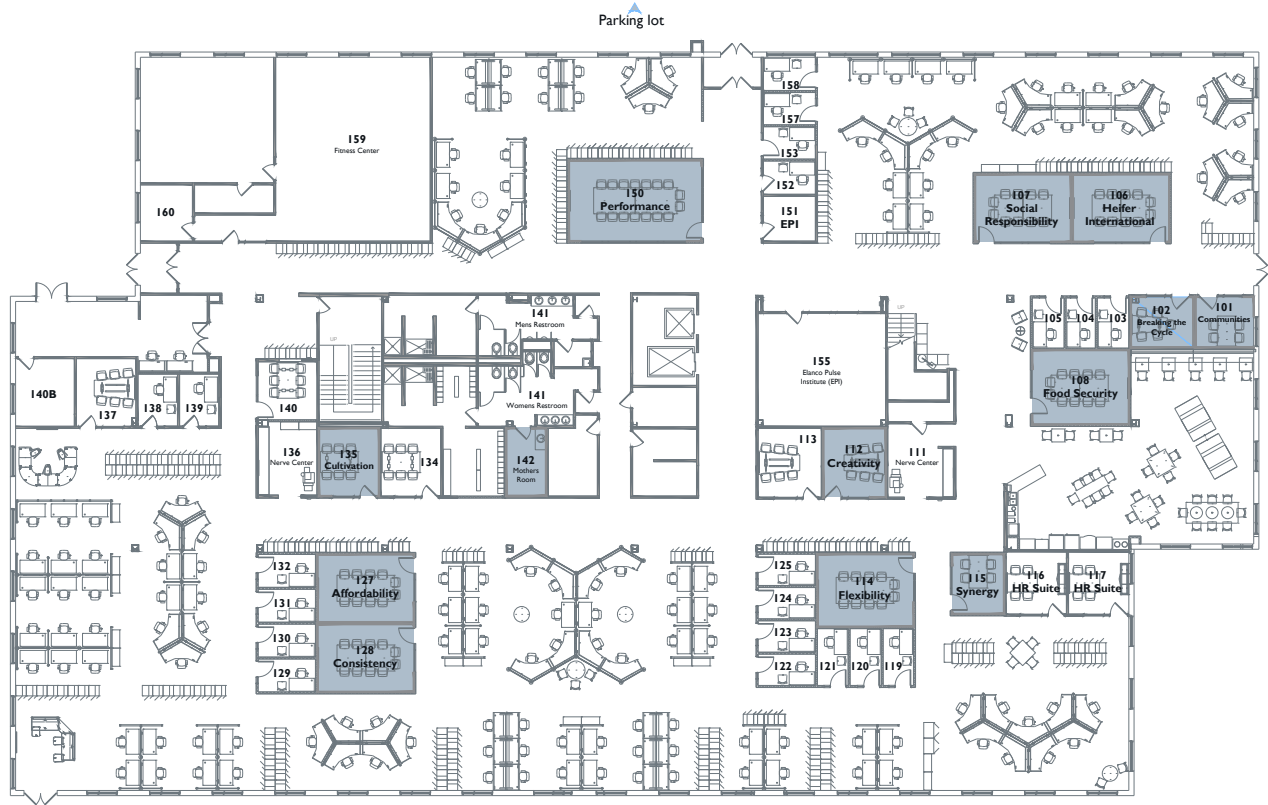 Parking lot
158
157
153
152
151
EPI
159
Fitness Center
160
150
Performance
107
Social
Responsibility
106
Heifer
International
105
104
103
102
Breaking the
Cycle
101
Communities
141
Mens Restroom
UP
UP
155
Elanco Pulse
Institute (EPI)
108
Food Security
140B
137
138
139
140
141
Womens Restroom
136
Nerve Center
135
Cultivation
134
142
Mothers
Room
113
112
Creativity
111
Nerve Center
132
131
130
129
127
Affordability
128
Consistency
125
124
123
122
114
Flexibility
121
120
119
115
Synergy
116
HR Suite
117
HR Suite